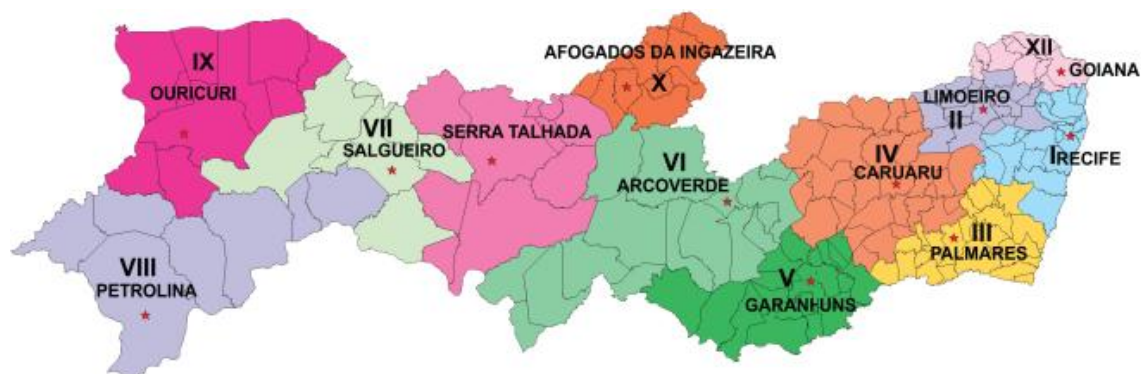 IX
OURICURI
VII
SALGUEIRO
SERRA TALHADA
AFOGADOS DA INGAZEIRA
X
VI
ARCOVERDE
XII
GOIANA
LIMOEIRO
II
I RECIFE
IV
CARUARU
III
PALMARES
V
GARANHUNS
VIII
PETROLINA